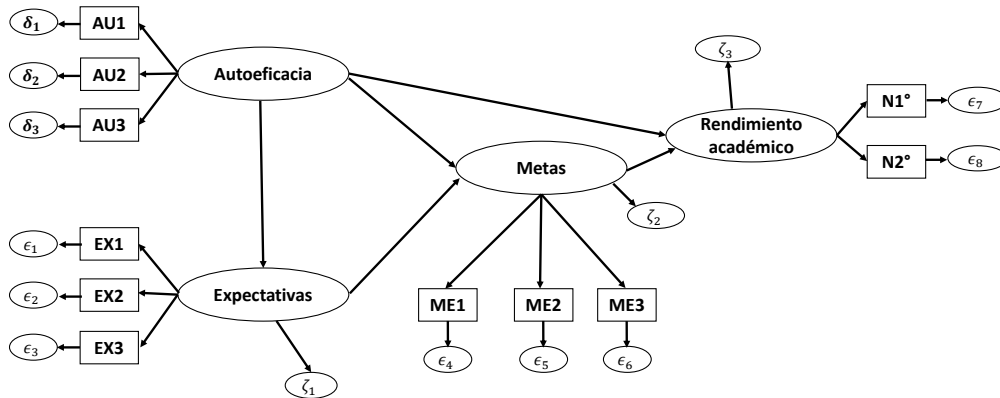 δ₁
AU1
δ₂
AU2
δ₃
AU3
Autoeficacia
ζ₃
Rendimiento
académico
N1°
ϵ₇
N2°
ϵ₈
Metas
ζ₂
ϵ₁
EX1
ϵ₂
EX2
ϵ₃
EX3
Expectativas
ζ₁
ME1
ME2
ME3
ϵ₄
ϵ₅
ϵ₆